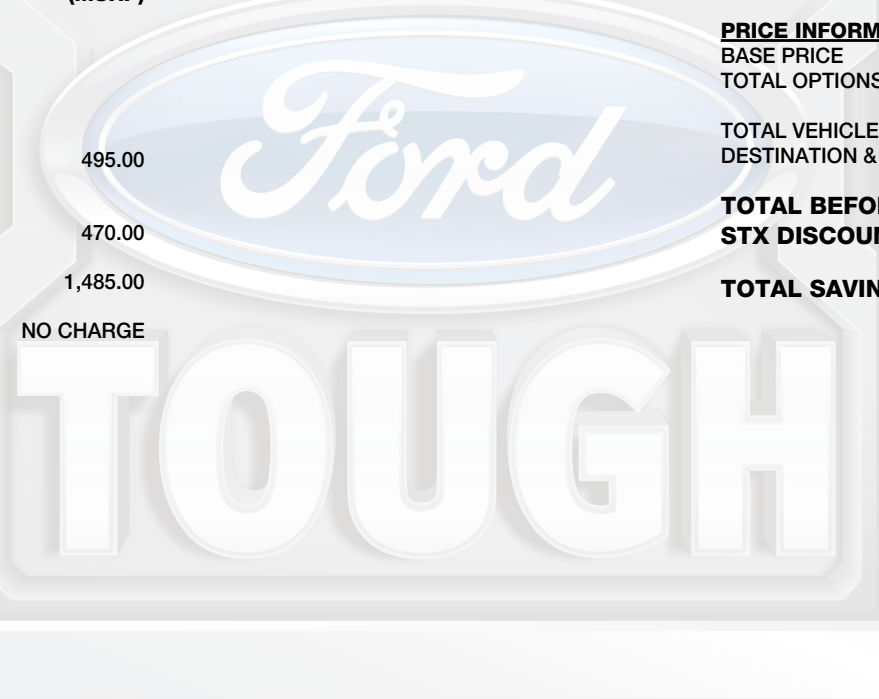 (MSRP)
495.00
470.00
1,485.00
NO CHARGE
PRICE INFORM
BASE PRICE
TOTAL OPTIONS
TOTAL VEHICLE
DESTINATION &
TOTAL BEFO
STX DISCOUN
TOTAL SAVIN
Ford
TOUGH